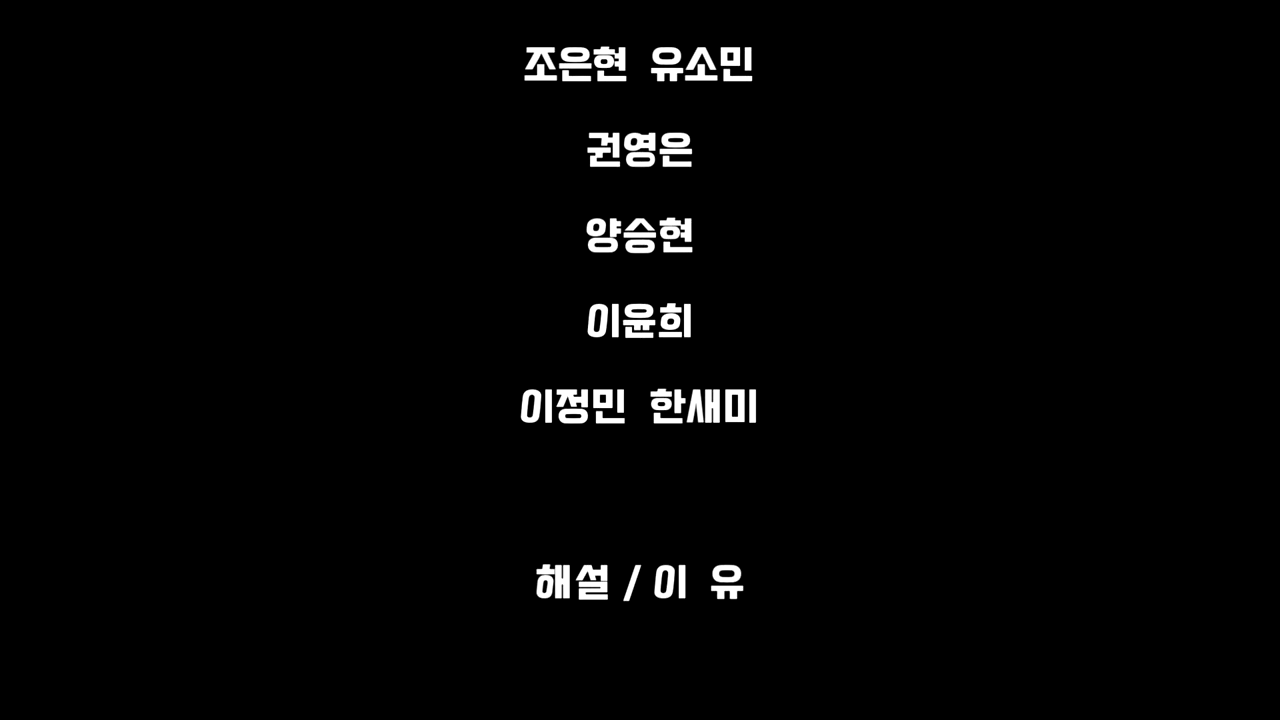 조은현 유소민
권영은
양승현
이윤희
이정민 한새미
해설 / 이 유